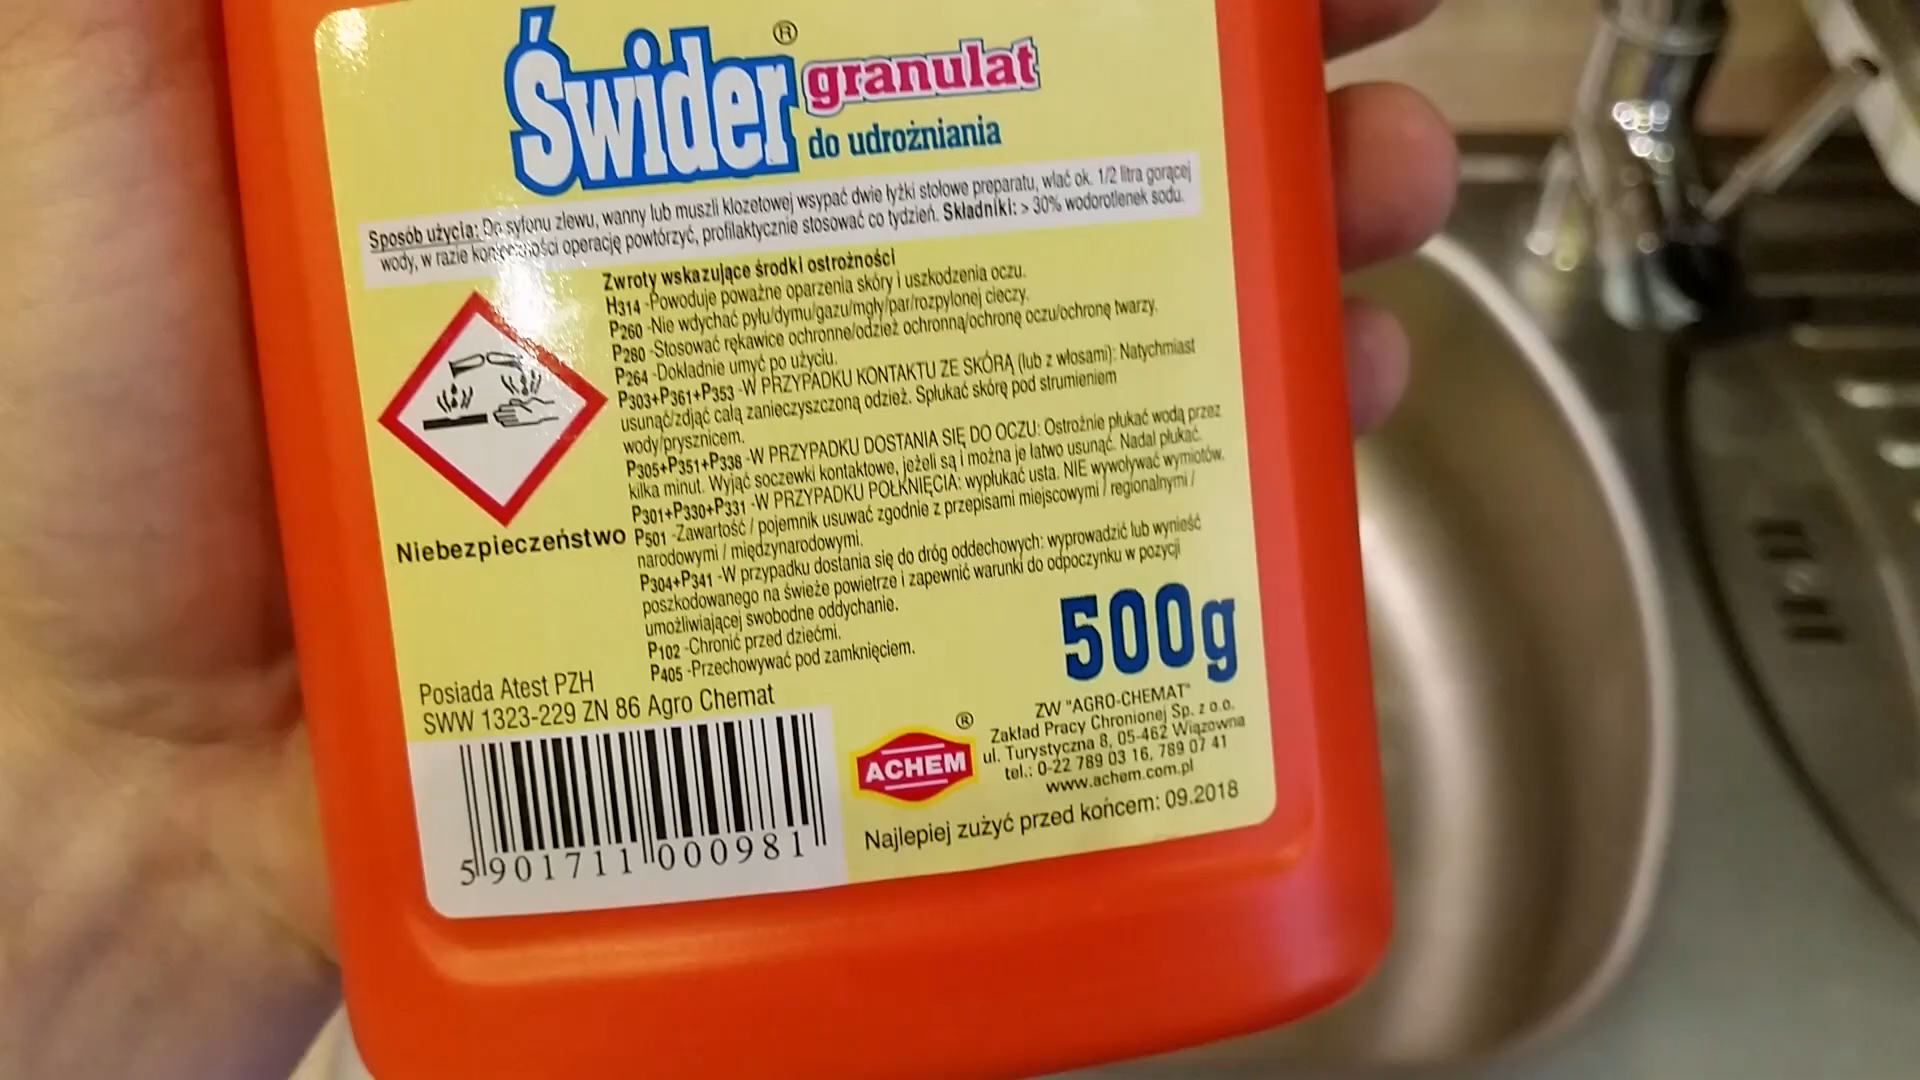 Świder® granulat
do udrożniania
Sposób użycia: Do syfonu zlewu, wanny lub muszli klozetowej wsypać dwie łyżki stołowe preparatu, wlać ok. 1/2 litra gorącej
wody, w razie konieczności operację powtórzyć, profilaktycznie stosować co tydzień. Składniki: > 30% wodorotlenek sodu.
Zwroty wskazujące środki ostrożności
H314 -Powoduje poważne oparzenia skóry i uszkodzenia oczu.
P260 -Nie wdychać pyłu/dymu/gazu/mgły/par/rozpylonej cieczy.
P280 -Stosować rękawice ochronne/odzież ochronną/ochronę oczu/ochronę twarzy.
P264 -Dokładnie umyć po użyciu.
P303+P361+P353 -W PRZYPADKU KONTAKTU ZE SKÓRĄ (lub z włosami): Natychmiast
usunąć/zdjąć całą zanieczyszczoną odzież. Spłukać skórę pod strumieniem
wody/prysznicem.
P305+P351+P338 -W PRZYPADKU DOSTANIA SIĘ DO OCZU: Ostrożnie płukać wodą przez
kilka minut. Wyjąć soczewki kontaktowe, jeżeli są i można je łatwo usunąć. Nadal płukać.
P301+P330+P331 -W PRZYPADKU POŁKNIĘCIA: wypłukać usta. NIE wywoływać wymiotów.
P501 -Zawartość / pojemnik usuwać zgodnie z przepisami miejscowymi / regionalnymi /
narodowymi / międzynarodowymi.
P304+P341 -W przypadku dostania się do dróg oddechowych: wyprowadzić lub wynieść
poszkodowanego na świeże powietrze i zapewnić warunki do odpoczynku w pozycji
umożliwiającej swobodne oddychanie.
P102 -Chronić przed dziećmi.
P405 -Przechowywać pod zamknięciem.
Niebezpieczeństwo
500g
Posiada Atest PZH
SWW 1323-229 ZN 86 Agro Chemat
5 901711 000981
ACHEM®
ZW "AGRO-CHEMAT"
Zakład Pracy Chronionej Sp. z o.o.
ul. Turystyczna 8, 05-462 Wiązowna
tel.: 0-22 789 03 16, 789 07 41
www.achem.com.pl
Najlepiej zużyć przed końcem: 09.2018